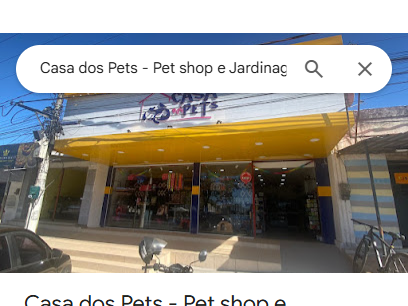 Casa dos Pets - Pet shop e Jardinag
CASA
DOS
PETS
Casa dos Pets - Pet shop e